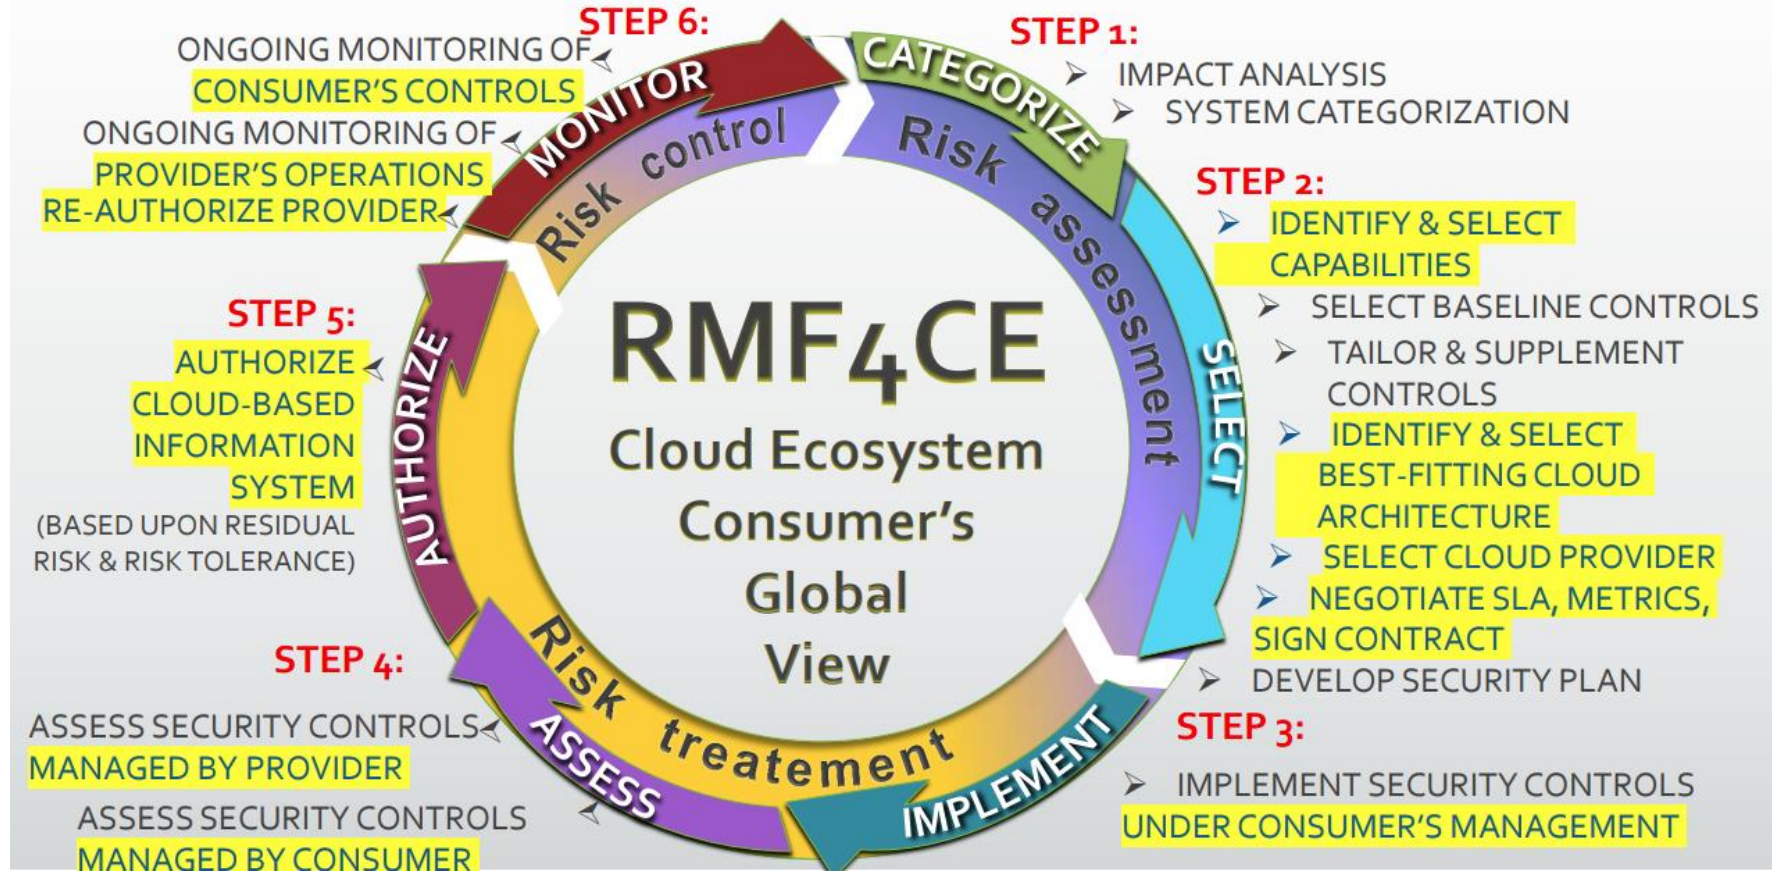 STEP 6:
ONGOING MONITORING OF
CONSUMER'S CONTROLS
ONGOING MONITORING OF
PROVIDER'S OPERATIONS
RE-AUTHORIZE PROVIDER
STEP 1:
IMPACT ANALYSIS
SYSTEM CATEGORIZATION
STEP 2:
IDENTIFY & SELECT
CAPABILITIES
SELECT BASELINE CONTROLS
TAILOR & SUPPLEMENT
CONTROLS
IDENTIFY & SELECT
BEST-FITTING CLOUD
ARCHITECTURE
SELECT CLOUD PROVIDER
NEGOTIATE SLA, METRICS,
SIGN CONTRACT
DEVELOP SECURITY PLAN
STEP 3:
IMPLEMENT SECURITY CONTROLS
UNDER CONSUMER'S MANAGEMENT
STEP 4:
ASSESS SECURITY CONTROLS
MANAGED BY PROVIDER
ASSESS SECURITY CONTROLS
MANAGED BY CONSUMER
STEP 5:
AUTHORIZE
CLOUD-BASED
INFORMATION
SYSTEM
(BASED UPON RESIDUAL
RISK & RISK TOLERANCE)
CATEGORIZE
SELECT
IMPLEMENT
ASSESS
AUTHORIZE
MONITOR
Risk assessment
Risk treatement
Risk control
RMF4CE
Cloud Ecosystem
Consumer's
Global
View